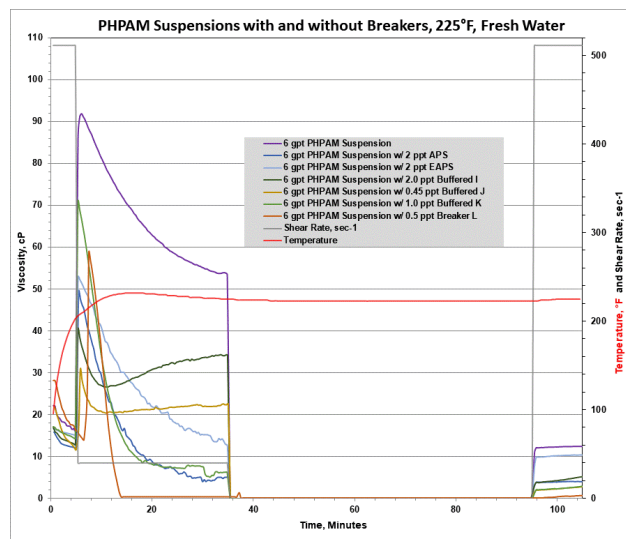 PHPAM Suspensions with and without Breakers, 225°F, Fresh Water
110
100
90
80
70
60
50
40
30
20
10
0
Viscosity, cP
500
400
300
200
100
0
Temperature, °F and Shear Rate, sec-1
6 gpt PHPAM Suspension
6 gpt PHPAM Suspension w/ 2 ppt APS
6 gpt PHPAM Suspension w/ 2 ppt EAPS
6 gpt PHPAM Suspension w/ 2.0 ppt Buffered I
6 gpt PHPAM Suspension w/ 0.45 ppt Buffered J
6 gpt PHPAM Suspension w/ 1.0 ppt Buffered K
6 gpt PHPAM Suspension w/ 0.5 ppt Breaker L
Shear Rate, sec-1
Temperature
0 20 40 60 80 100
Time, Minutes